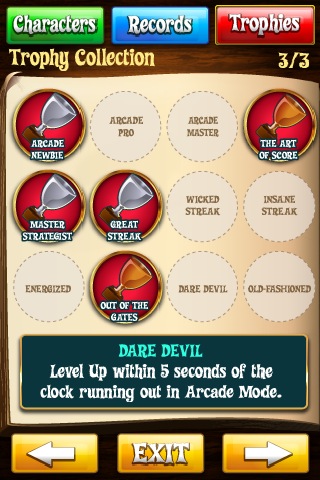 Characters
Records
Trophies
Trophy Collection
3/3
ARCADE
NEWBIE
ARCADE
PRO
ARCADE
MASTER
THE ART
OF SCORE
MASTER
STRATEGIST
GREAT
STREAK
WICKED
STREAK
INSANE
STREAK
ENERGIZED
OUT OF THE
GATES
DARE DEVIL
OLD-FASHIONED
DARE DEVIL
Level Up within 5 seconds of the
clock running out in Arcade Mode.
EXIT